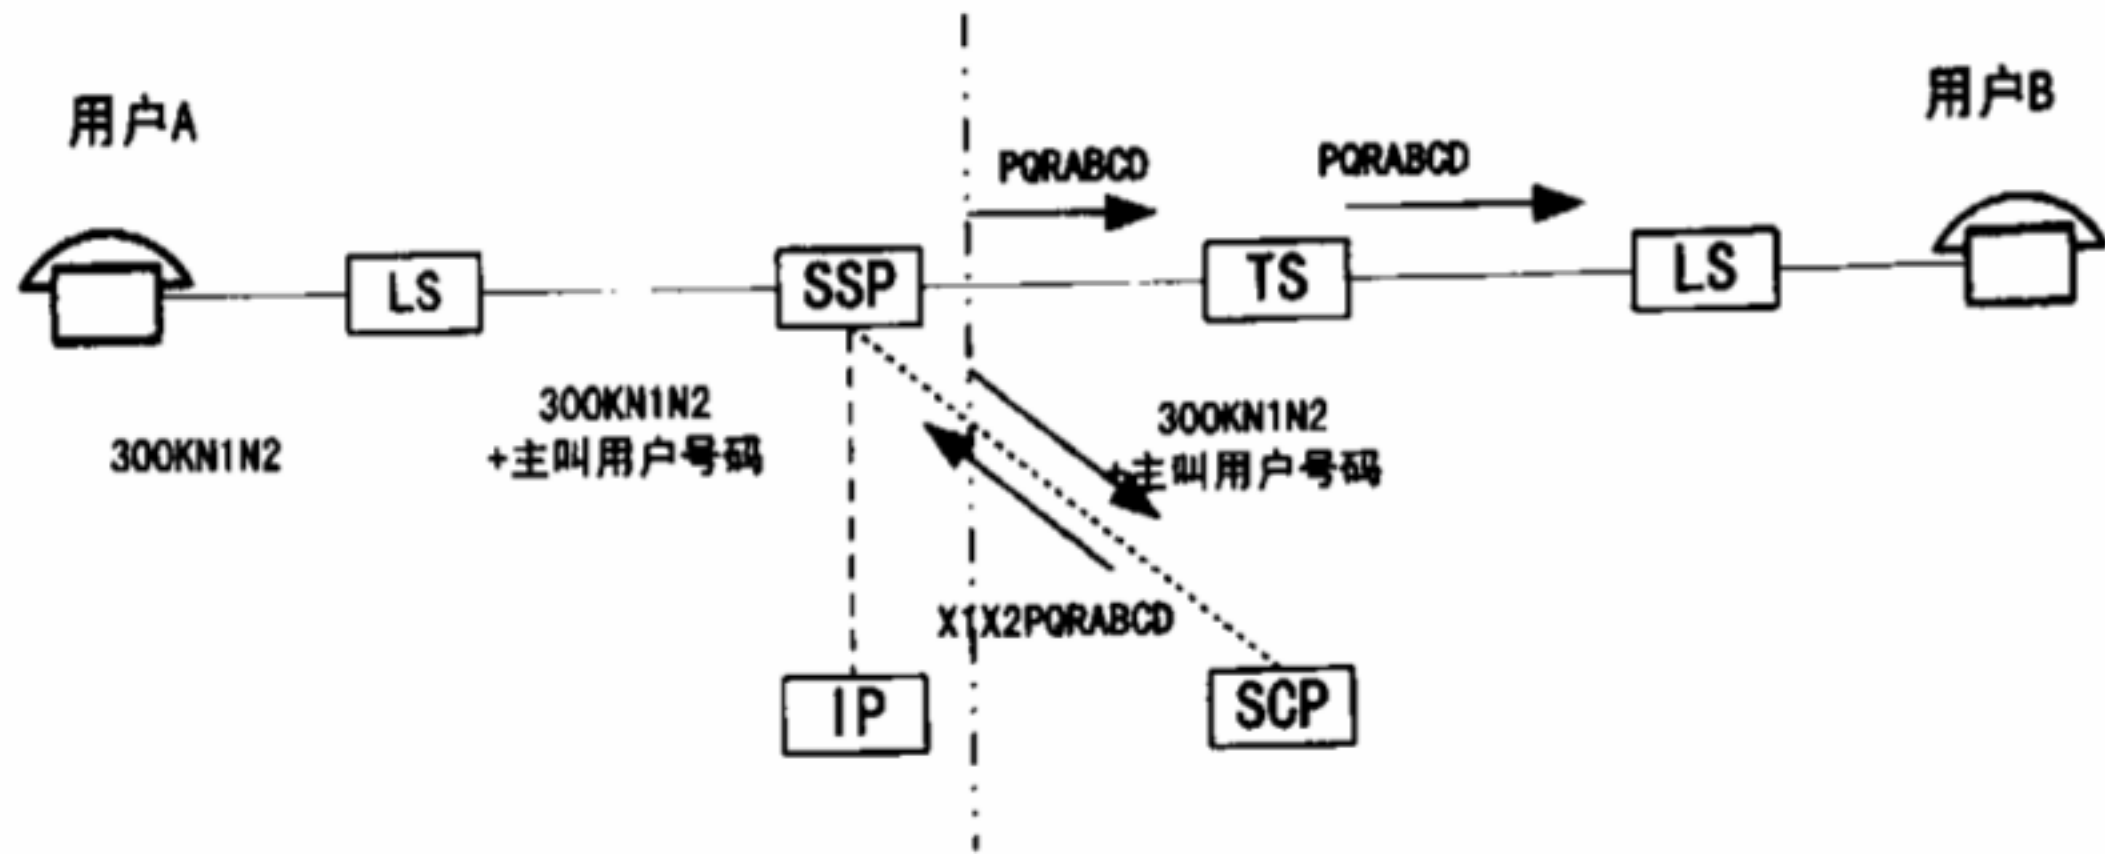 用户A
用户B
PQRABCD
PQRABCD
LS
SSP
TS
LS
300KN1N2
300KN1N2
+主叫用户号码
300KN1N2
+主叫用户号码
X1X2PQRABCD
IP
SCP